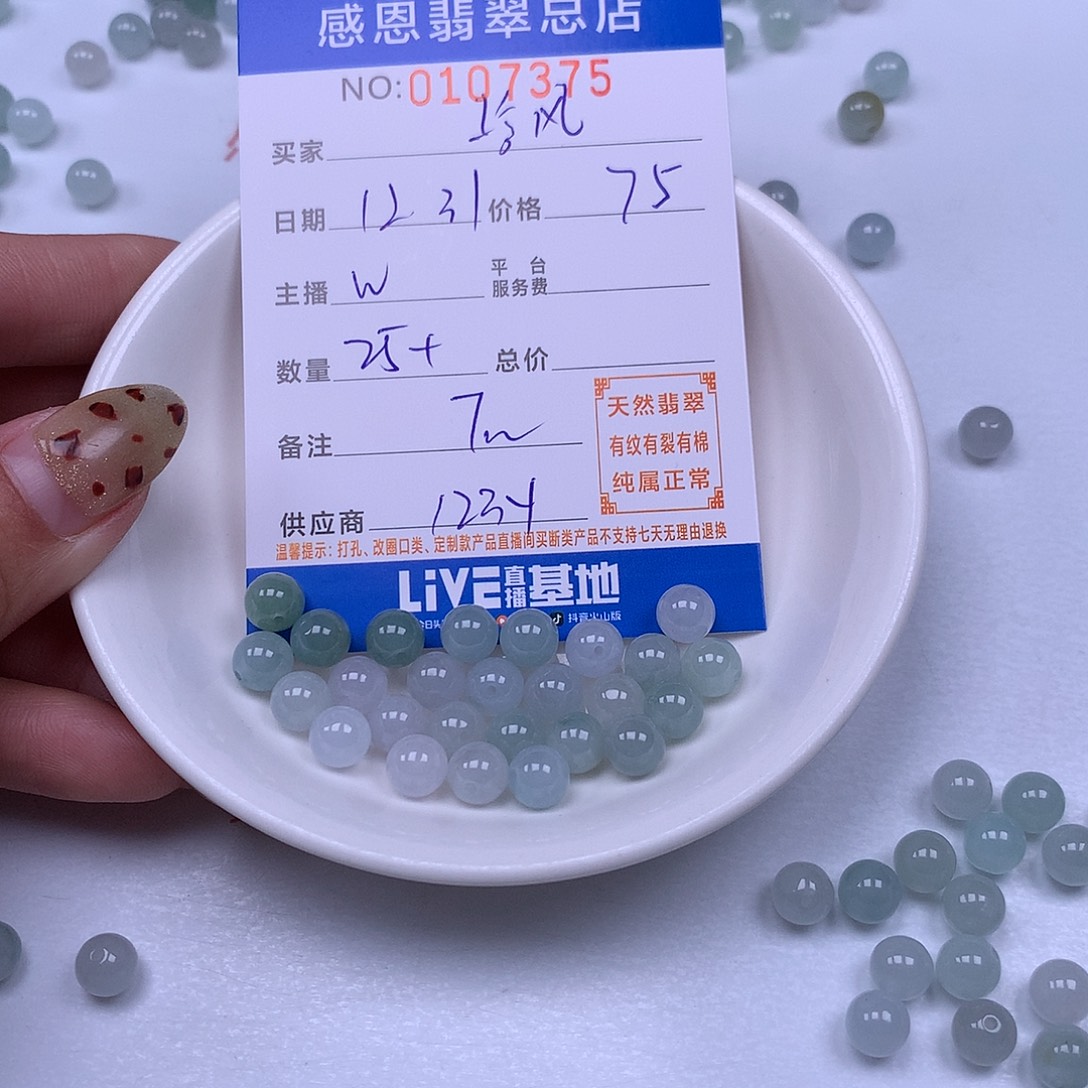 感恩翡翠总店
NO:0107375
买家
日期 12 31 价格 75
主播 W 平台服务费
数量 25+ 总价
备注 7
供应商 1234
天然翡翠
有纹有裂有棉
纯属正常
温馨提示：打孔、改圈口类、定制款产品直播间买断类产品不支持七天无理由退换
LiVE直播基地
抖音火山版